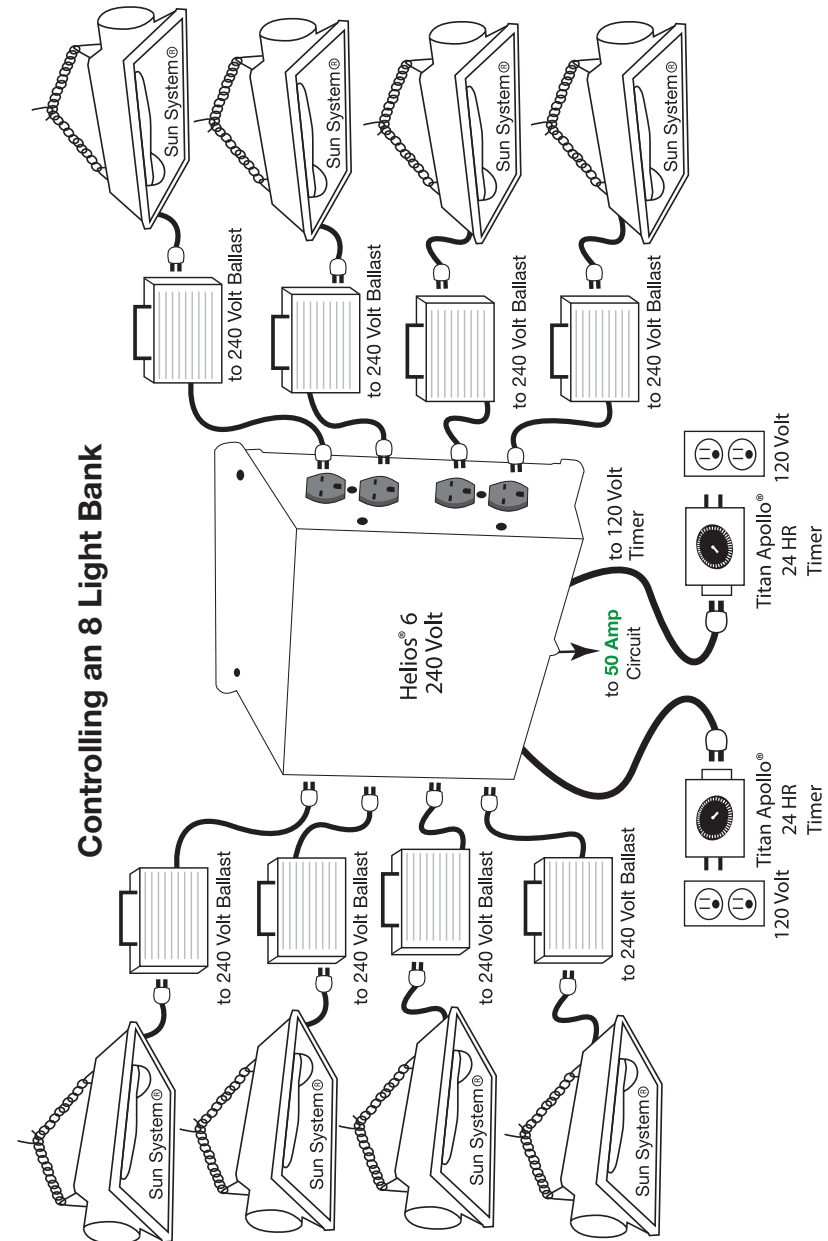 Controlling an 8 Light Bank
Sun System®
Sun System®
Sun System®
Sun System®
Sun System®
Sun System®
Sun System®
Sun System®
to 240 Volt Ballast
to 240 Volt Ballast
to 240 Volt Ballast
to 240 Volt Ballast
to 240 Volt Ballast
to 240 Volt Ballast
to 240 Volt Ballast
to 240 Volt Ballast
Helios® 6
240 Volt
to 50 Amp
Circuit
to 120 Volt
Timer
120 Volt
Titan Apollo®
24 HR
Timer
Titan Apollo®
24 HR
Timer
120 Volt